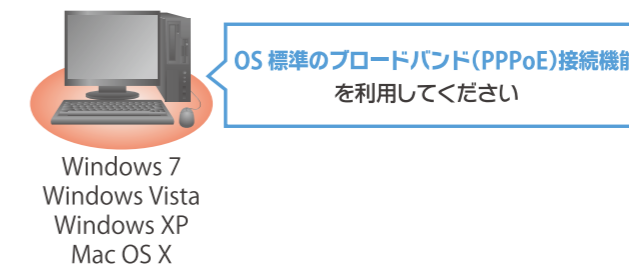 OS 標準のブロードバンド(PPPoE)接続機能
を利用してください
Windows 7
Windows Vista
Windows XP
Mac OS X